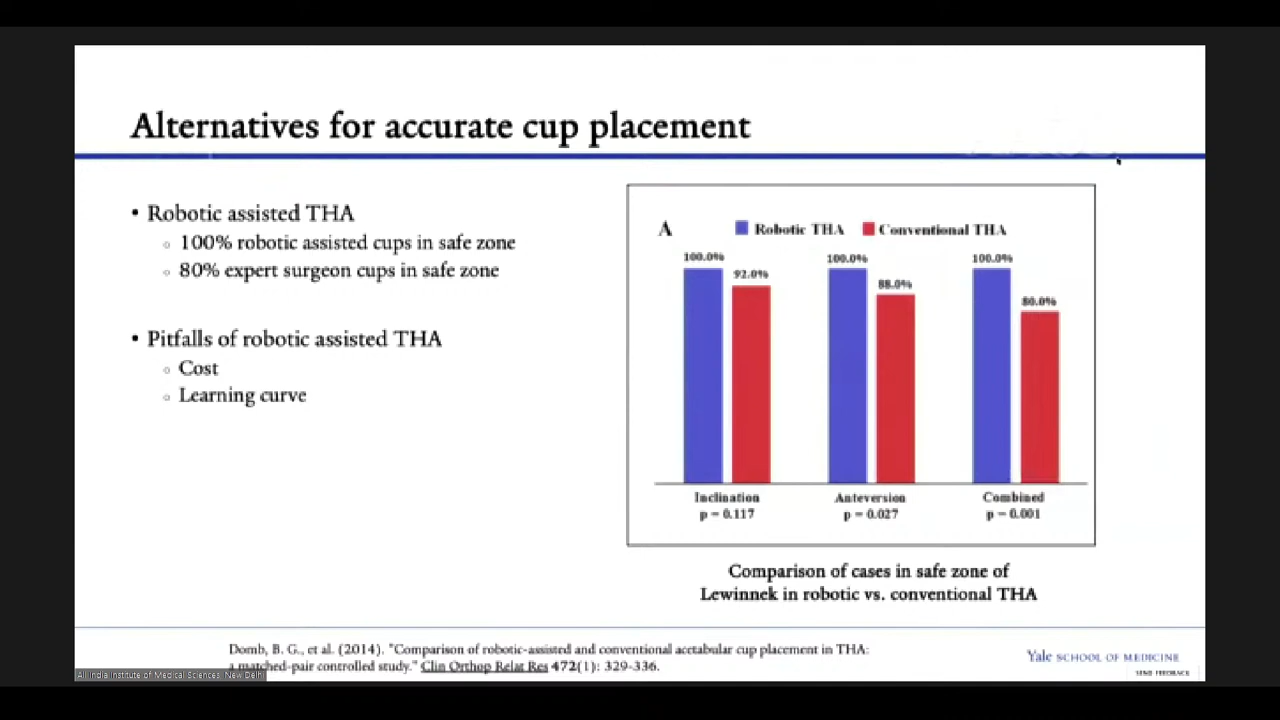 Alternatives for accurate cup placement
• Robotic assisted THA
○ 100% robotic assisted cups in safe zone
○ 80% expert surgeon cups in safe zone
• Pitfalls of robotic assisted THA
○ Cost
○ Learning curve
A
Robotic THA Conventional THA
100.0% 92.0% 100.0% 88.0% 100.0% 80.0%
Inclination Anteversion Combined
p = 0.117 p = 0.027 p = 0.001
Comparison of cases in safe zone of
Lewinnek in robotic vs. conventional THA
Domb, B. G., et al. (2014). "Comparison of robotic-assisted and conventional acetabular cup placement in THA:
a matched-pair controlled study." Clin Orthop Relat Res 472(1): 329-336.
Yale SCHOOL OF MEDICINE
SEND FEEDBACK
All India Institute of Medical Sciences, New Delhi